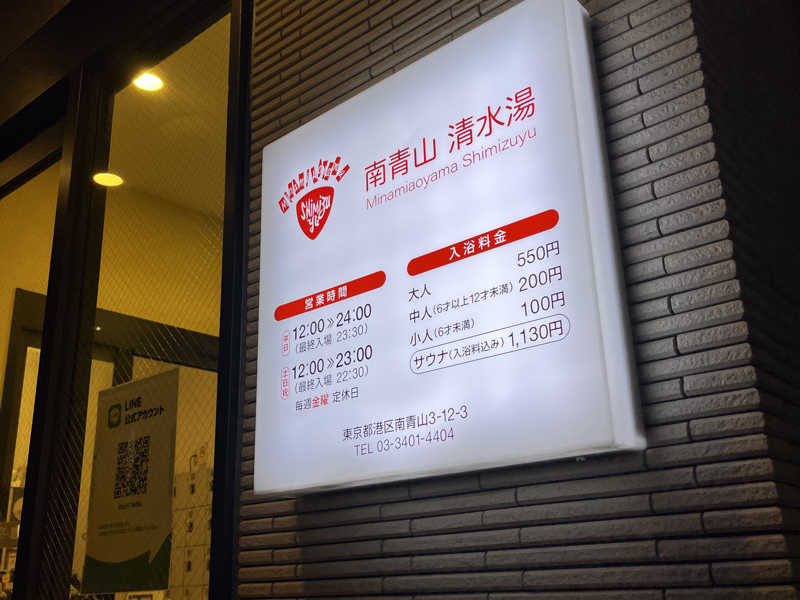 南青山 清水湯
Minamiaoyama Shimizuyu
SHIMIZU
YU
営業時間
平日 12:00 » 24:00
(最終入場 23:30)
土日祝 12:00 » 23:00
(最終入場 22:30)
毎週金曜 定休日
入浴料金
大人 550円
中人(6才以上12才未満) 200円
小人(6才未満) 100円
サウナ(入浴料込み) 1,130円
東京都港区南青山3-12-3
TEL 03-3401-4404
LINE
公式アカウント